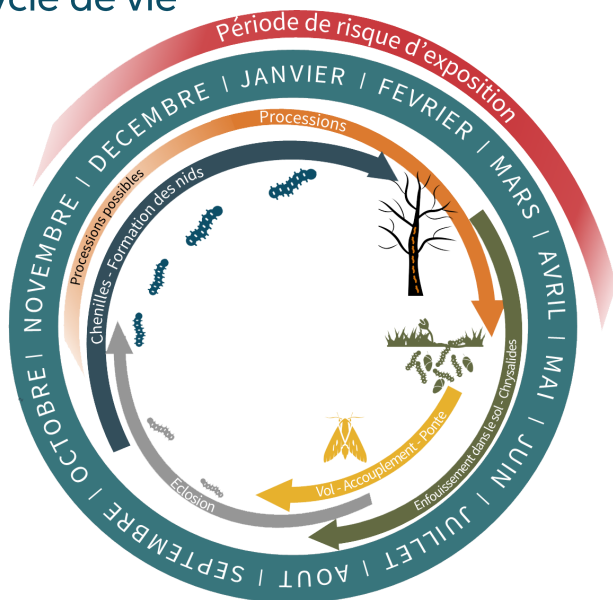 ycle de vie
Période de risque d'exposition
JANVIER | FEVRIER | MARS | AVRIL | MAI | JUIN | JUILLET | AOUT | SEPTEMBRE | OCTOBRE | NOVEMBRE | DECEMBRE |
Processions possibles
Processions
Chenilles - Formation des nids
Enfouissement dans le sol - Chrysalides
Vol - Accouplement - Ponte
Eclosion